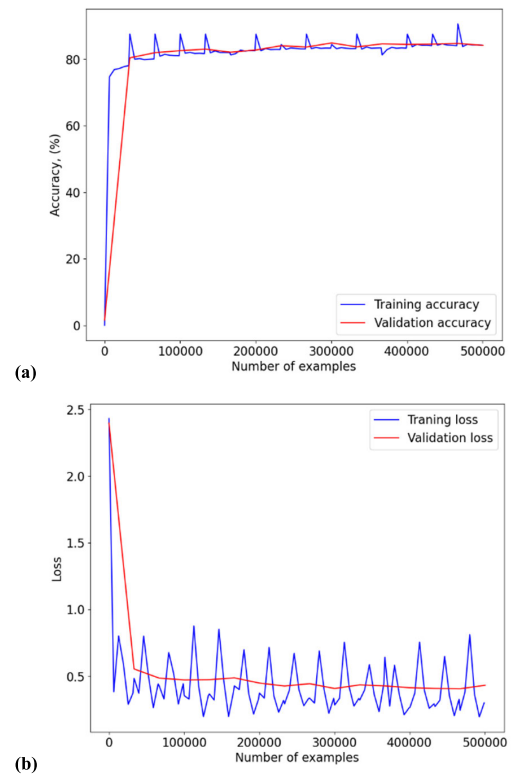 80
60
40
20
0
Accuracy, (%)
Training accuracy
Validation accuracy
0 100000 200000 300000 400000 500000
Number of examples
(a)
2.5
2.0
1.5
1.0
0.5
Loss
Traning loss
Validation loss
0 100000 200000 300000 400000 500000
Number of examples
(b)